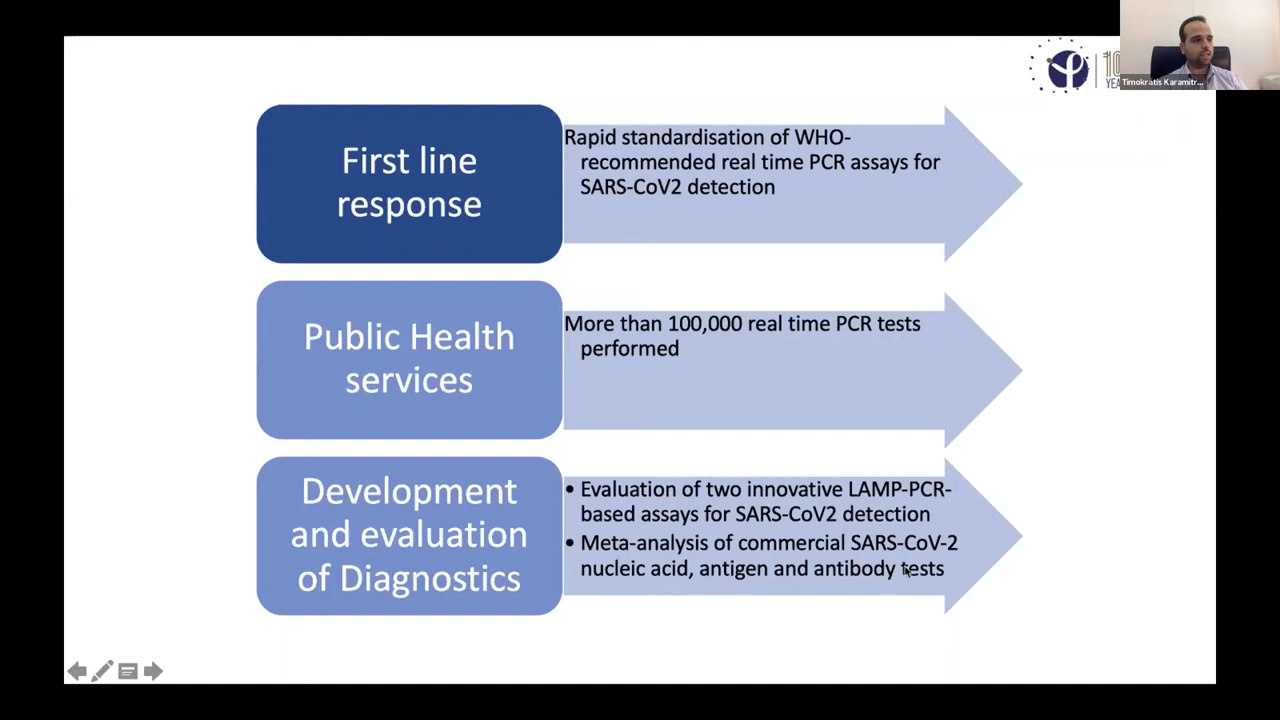 First line
response
Rapid standardisation of WHO-
recommended real time PCR assays for
SARS-CoV2 detection
Public Health
services
More than 100,000 real time PCR tests
performed
Development
and evaluation
of Diagnostics
• Evaluation of two innovative LAMP-PCR-
based assays for SARS-CoV2 detection
• Meta-analysis of commercial SARS-CoV-2
nucleic acid, antigen and antibody tests
Timokratis Karamitr...